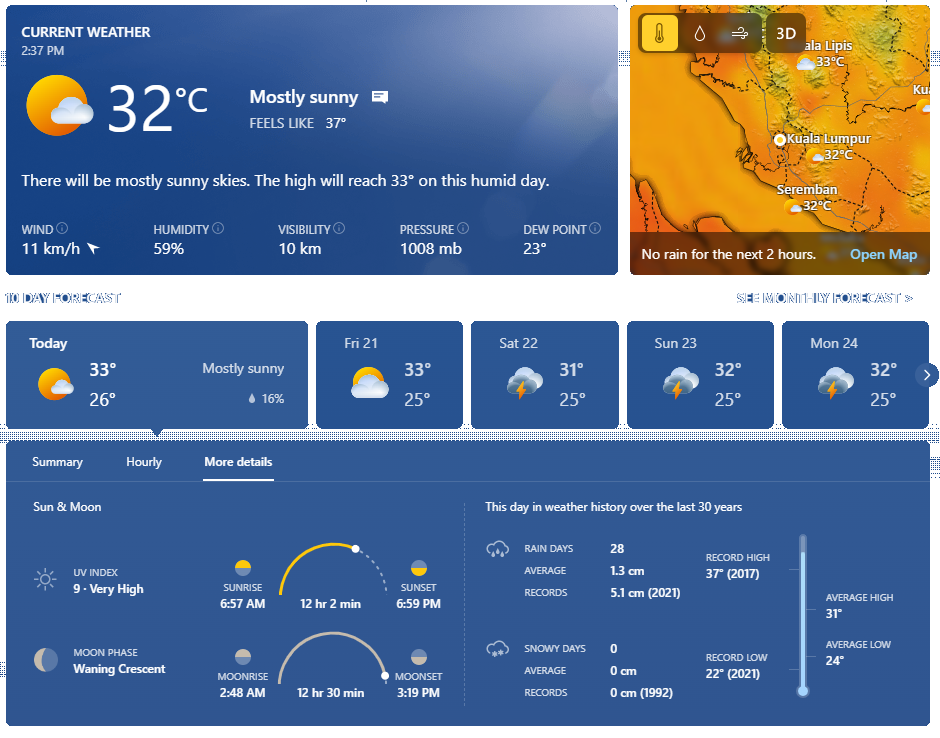 CURRENT WEATHER
2:37 PM
32°C
Mostly sunny
FEELS LIKE 37°
There will be mostly sunny skies. The high will reach 33° on this humid day.
WIND HUMIDITY VISIBILITY PRESSURE DEW POINT
11 km/h 59% 10 km 1008 mb 23°
3D
ala Lipis
33°C
Kua
Kuala Lumpur
32°C
Seremban
32°C
No rain for the next 2 hours. Open Map
10 DAY FORECAST SEE MONTHLY FORECAST >
Today
33° Mostly sunny
26° 16%
Fri 21
33°
25°
Sat 22
31°
25°
Sun 23
32°
25°
Mon 24
32°
25°
Summary Hourly More details
Sun & Moon
UV INDEX
9 · Very High
SUNRISE SUNSET
6:57 AM 12 hr 2 min 6:59 PM
MOON PHASE
Waning Crescent
MOONRISE MOONSET
2:48 AM 12 hr 30 min 3:19 PM
This day in weather history over the last 30 years
RAIN DAYS 28
AVERAGE 1.3 cm
RECORDS 5.1 cm (2021)
SNOWY DAYS 0
AVERAGE 0 cm
RECORDS 0 cm (1992)
RECORD HIGH
37° (2017)
AVERAGE HIGH
31°
AVERAGE LOW
24°
RECORD LOW
22° (2021)